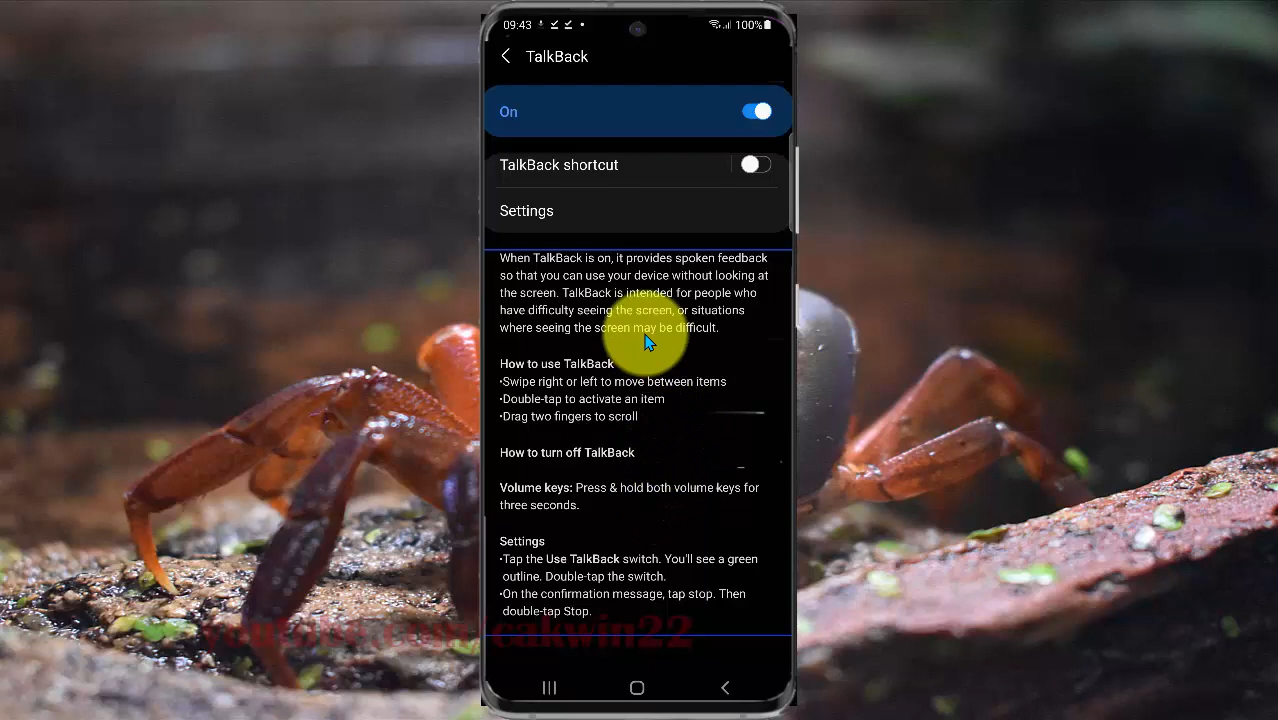 09:43
100%
TalkBack
On
TalkBack shortcut
Settings
When TalkBack is on, it provides spoken feedback
so that you can use your device without looking at
the screen. TalkBack is intended for people who
have difficulty seeing the screen, or situations
where seeing the screen may be difficult.
How to use TalkBack
•Swipe right or left to move between items
•Double-tap to activate an item
•Drag two fingers to scroll
How to turn off TalkBack
Volume keys: Press & hold both volume keys for
three seconds.
Settings
•Tap the Use TalkBack switch. You'll see a green
outline. Double-tap the switch.
•On the confirmation message, tap stop. Then
double-tap Stop.
youtube.com/cakwin22